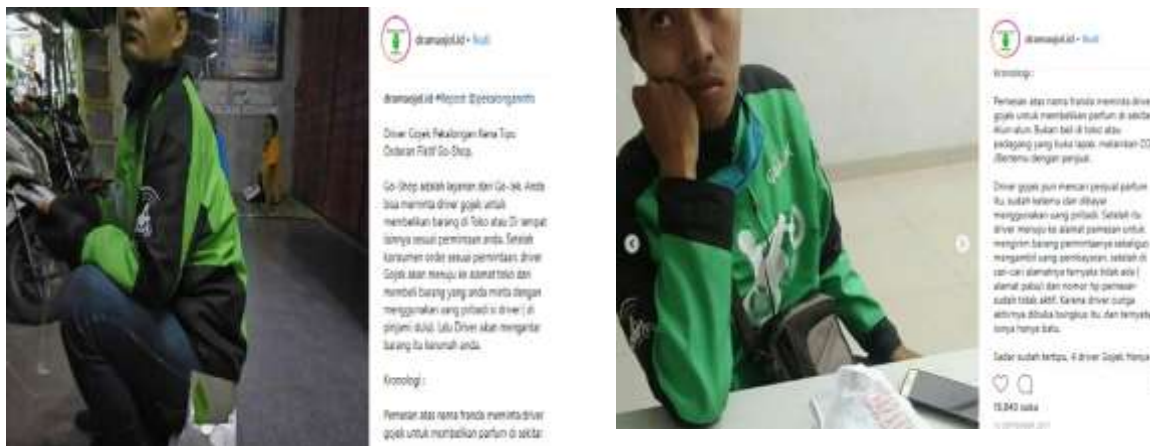 dramaojol.id • Ikuti
dramaojol.id #Repost @pekalonganinfo
Driver Gojek Pekalongan Kena Tipu
Orderan Fiktif Go-Shop.
Go-Shop adalah layanan dari Go-Jek. Anda
bisa meminta driver gojek untuk
membelikan barang di Toko atau Di tempat
lainnya sesuai permintaan anda. Setelah
konsumen order sesuai permintaan, driver
Gojek akan menuju ke alamat toko dan
membeli barang yang anda minta dengan
menggunakan uang pribadi si driver ( di
pinjami dulu). Lalu Driver akan mengantar
barang itu kerumah anda.
Kronologi :
Pemesan atas nama franda meminta driver
gojek untuk membelikan parfum di sekitar
dramaojol.id • Ikuti
Kronologi :
Pemesan atas nama franda meminta driver
gojek untuk membelikan parfum di sekitar
Alun alun. Bukan beli di toko atau
pedagang yang buka lapak, melainkan CO
/Bertemu dengan penjual.
Driver gojek pun mencari penjual parfum
itu, sudah ketemu dan dibayar
menggunakan uang pribadi. Setelah itu
driver menuju ke alamat pemesan untuk
mengirim barang permintaannya sekaligus
mengambil uang pembayaran, setelah di
cari-cari alamatnya ternyata tidak ada (
alamat palsu) dan nomor hp pemesan
sudah tidak aktif. Karena driver curiga
akhirnya dibuka bungkus itu, dan ternyata
isinya hanya batu.
Sadar sudah tertipu, 4 driver Gojek hanya
10.840 suka
SEPTEMBER 2017